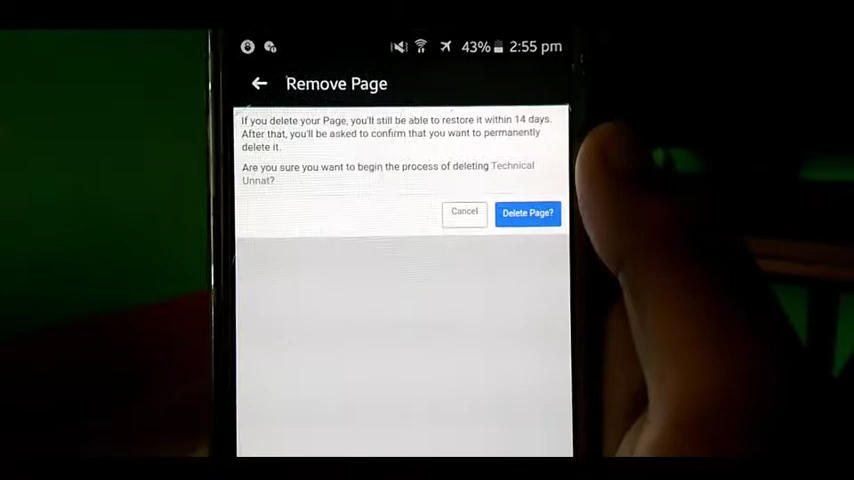 43% 2:55 pm
Remove Page
If you delete your Page, you'll still be able to restore it within 14 days.
After that, you'll be asked to confirm that you want to permanently
delete it.
Are you sure you want to begin the process of deleting Technical
Unnat?
Cancel Delete Page?